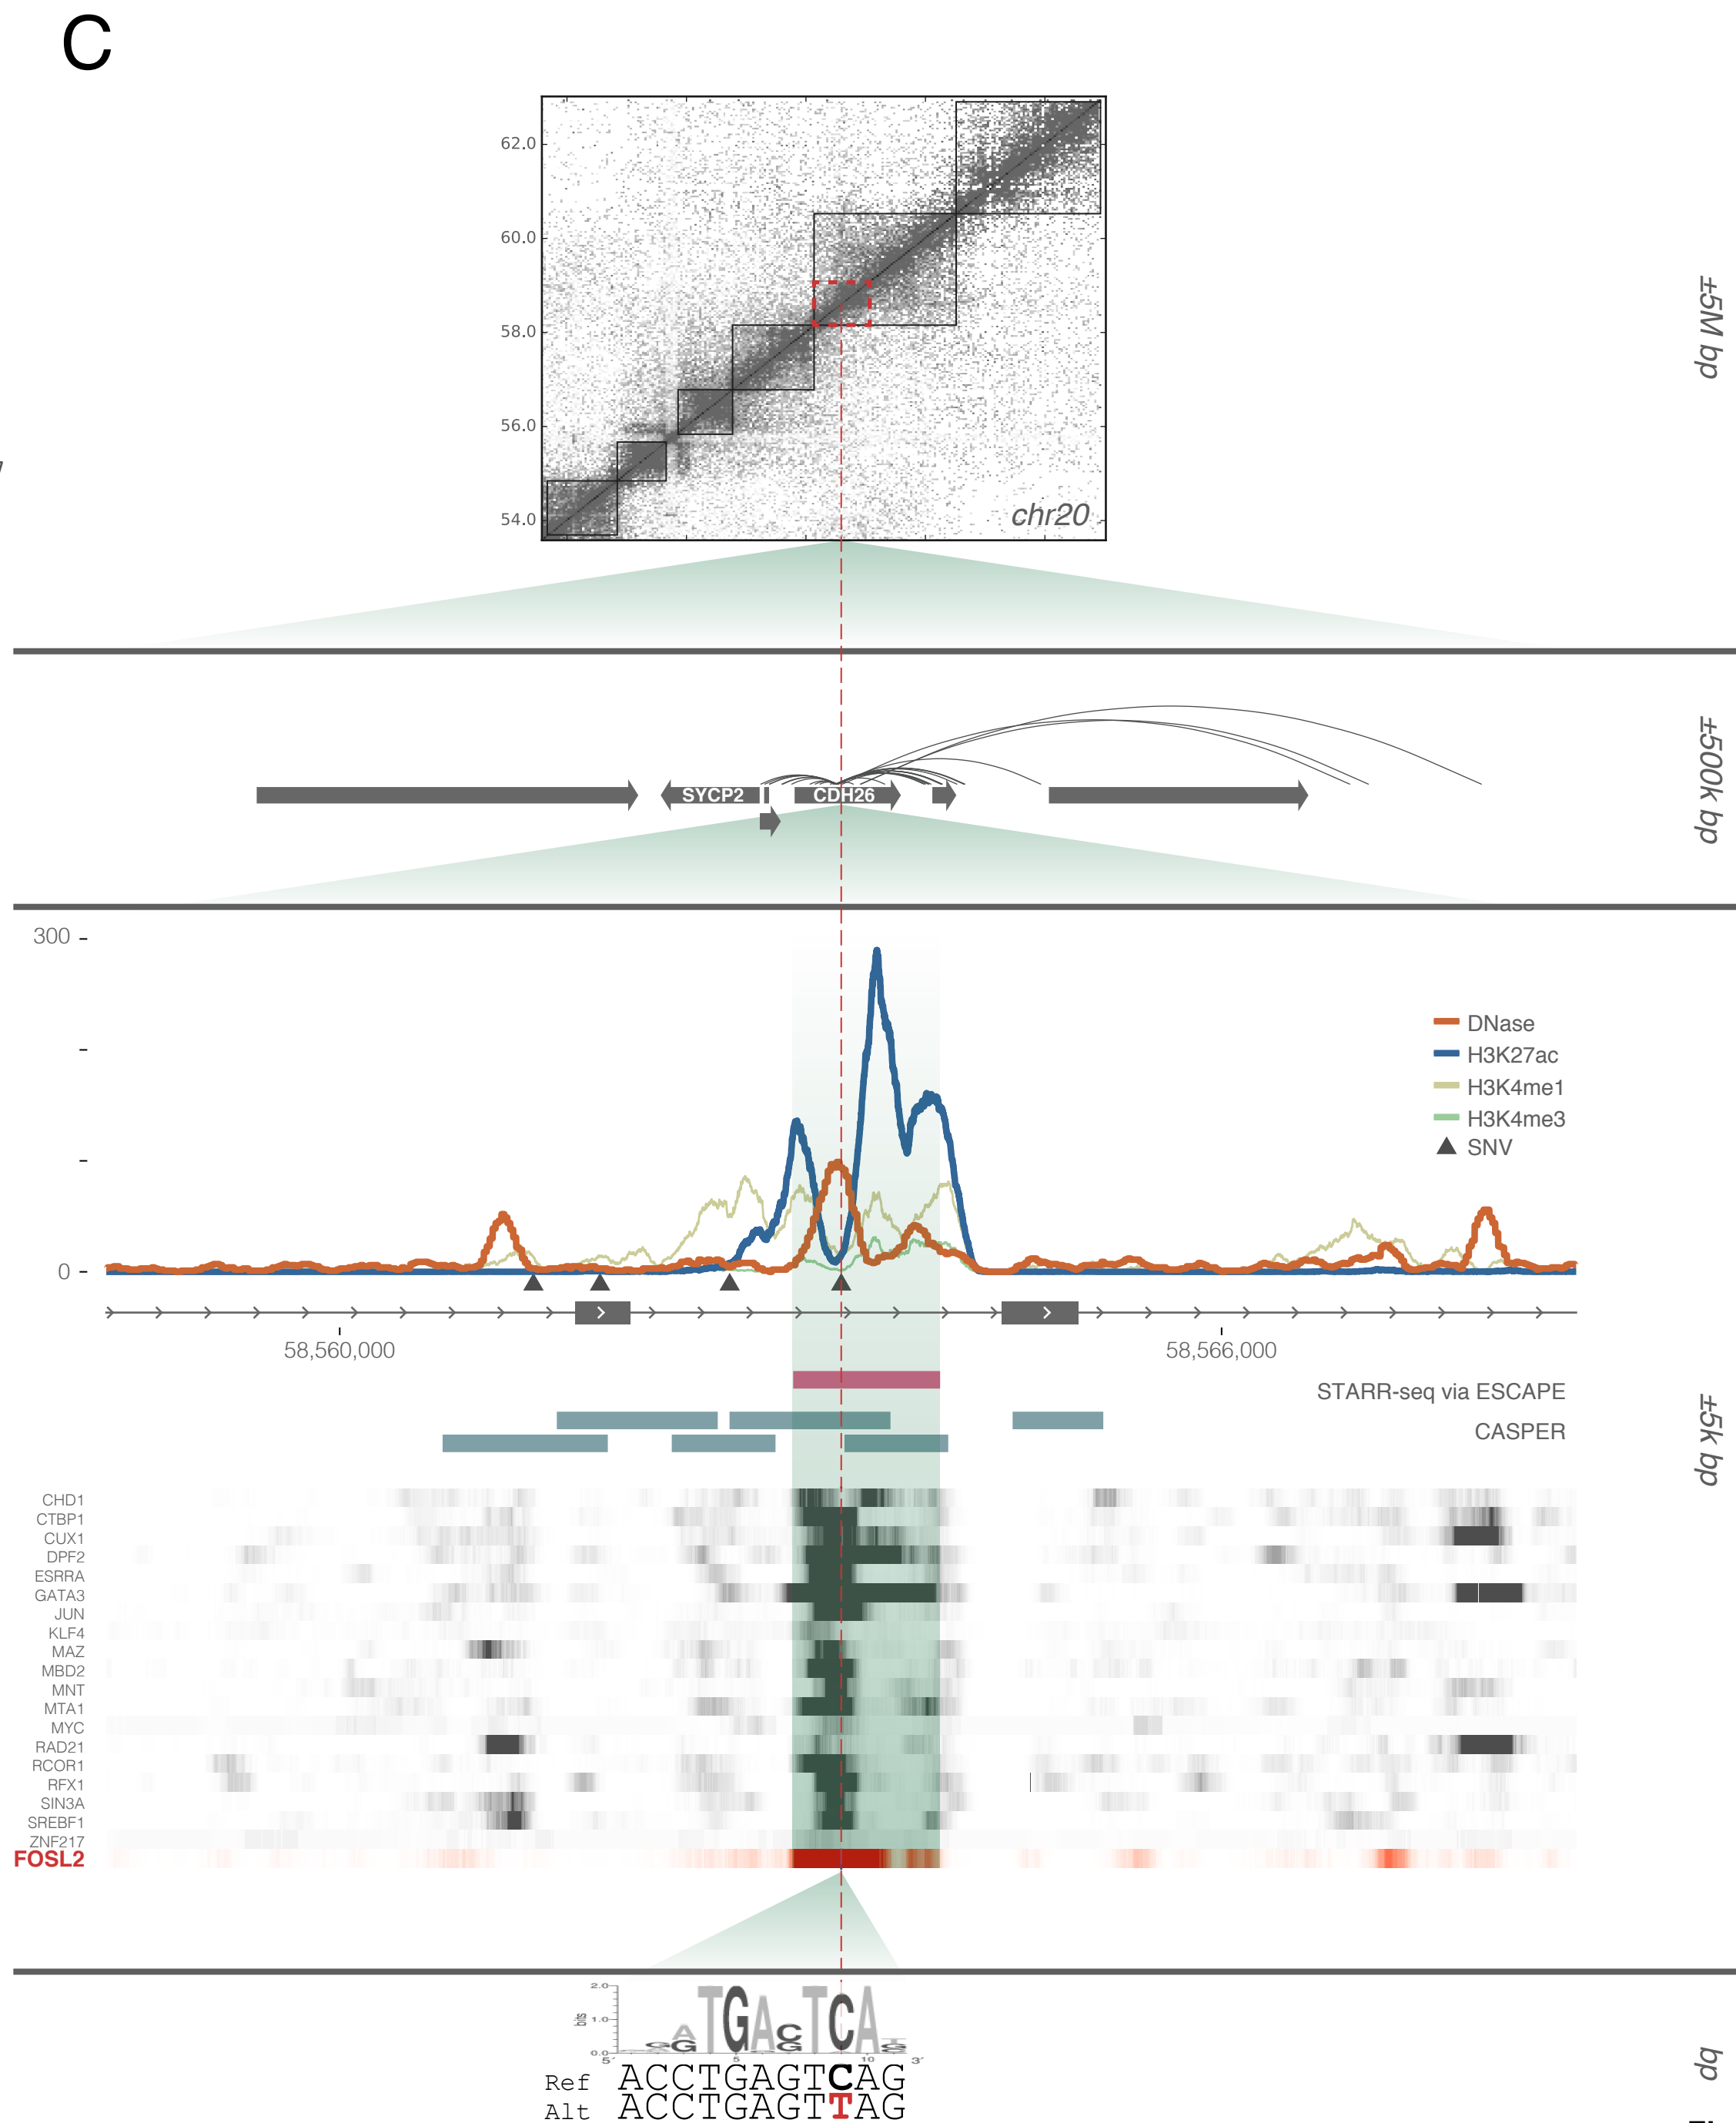 C
62.0
60.0
58.0
56.0
54.0
chr20
±5M bp
SYCP2
CDH26
±500k bp
300
0
DNase
H3K27ac
H3K4me1
H3K4me3
SNV
58,560,000
58,566,000
STARR-seq via ESCAPE
CASPER
±5k bp
CHD1
CTBP1
CUX1
DPF2
ESRRA
GATA3
JUN
KLF4
MAZ
MBD2
MNT
MTA1
MYC
RAD21
RCOR1
RFX1
SIN3A
SREBF1
ZNF217
FOSL2
2.0
1.0
0.0
bits
TGA TCA
5′ 5 10 3′
Ref ACCTGAGTCAG
Alt ACCTGAGTTAG
bp